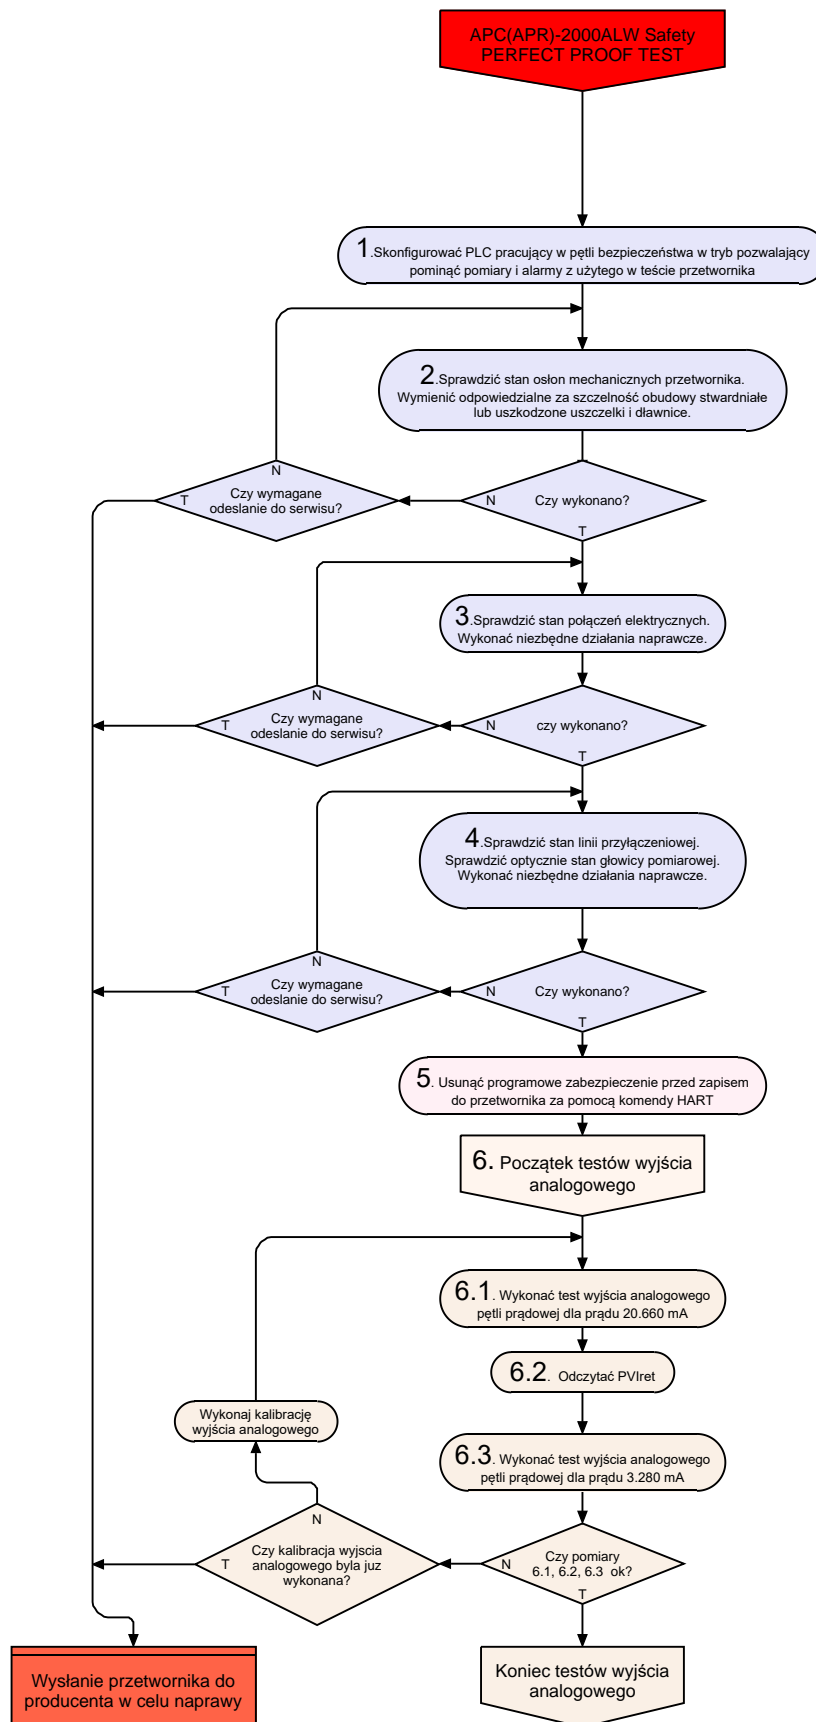 APC(APR)-2000ALW Safety
PERFECT PROOF TEST
1.Skonfigurować PLC pracujący w pętli bezpieczeństwa w tryb pozwalający
pominąć pomiary i alarmy z użytego w teście przetwornika
2.Sprawdzić stan osłon mechanicznych przetwornika.
Wymienić odpowiedzialne za szczelność obudowy stwardniałe
lub uszkodzone uszczelki i dławnice.
N
T
Czy wymagane
odeslanie do serwisu?
N
Czy wykonano?
T
3.Sprawdzić stan połączeń elektrycznych.
Wykonać niezbędne działania naprawcze.
N
T
Czy wymagane
odeslanie do serwisu?
N
czy wykonano?
T
4.Sprawdzić stan linii przyłączeniowej.
Sprawdzić optycznie stan głowicy pomiarowej.
Wykonać niezbędne działania naprawcze.
N
T
Czy wymagane
odeslanie do serwisu?
N
Czy wykonano?
T
5. Usunąć programowe zabezpieczenie przed zapisem
do przetwornika za pomocą komendy HART
6. Początek testów wyjścia
analogowego
6.1. Wykonać test wyjścia analogowego
pętli prądowej dla prądu 20.660 mA
6.2. Odczytać PVIret
Wykonaj kalibrację
wyjścia analogowego
6.3. Wykonać test wyjścia analogowego
pętli prądowej dla prądu 3.280 mA
N
T
Czy kalibracja wyjscia
analogowego byla juz
wykonana?
N
Czy pomiary
6.1, 6.2, 6.3 ok?
T
Wysłanie przetwornika do
producenta w celu naprawy
Koniec testów wyjścia
analogowego